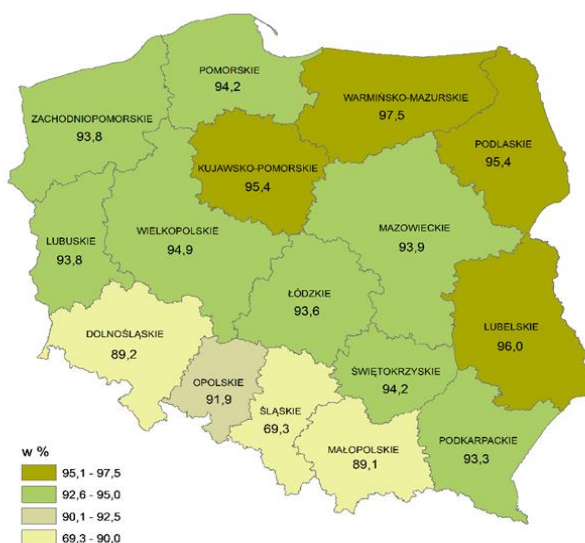 POMORSKIE
94,2
WARMIŃSKO-MAZURSKIE
97,5
ZACHODNIOPOMORSKIE
93,8
PODLASKIE
95,4
KUJAWSKO-POMORSKIE
95,4
MAZOWIECKIE
93,9
WIELKOPOLSKIE
94,9
LUBUSKIE
93,8
ŁÓDZKIE
93,6
LUBELSKIE
96,0
DOLNOŚLĄSKIE
89,2
OPOLSKIE
91,9
ŚWIĘTOKRZYSKIE
94,2
ŚLĄSKIE
69,3
PODKARPACKIE
93,3
MAŁOPOLSKIE
89,1
w %
95,1 - 97,5
92,6 - 95,0
90,1 - 92,5
69,3 - 90,0